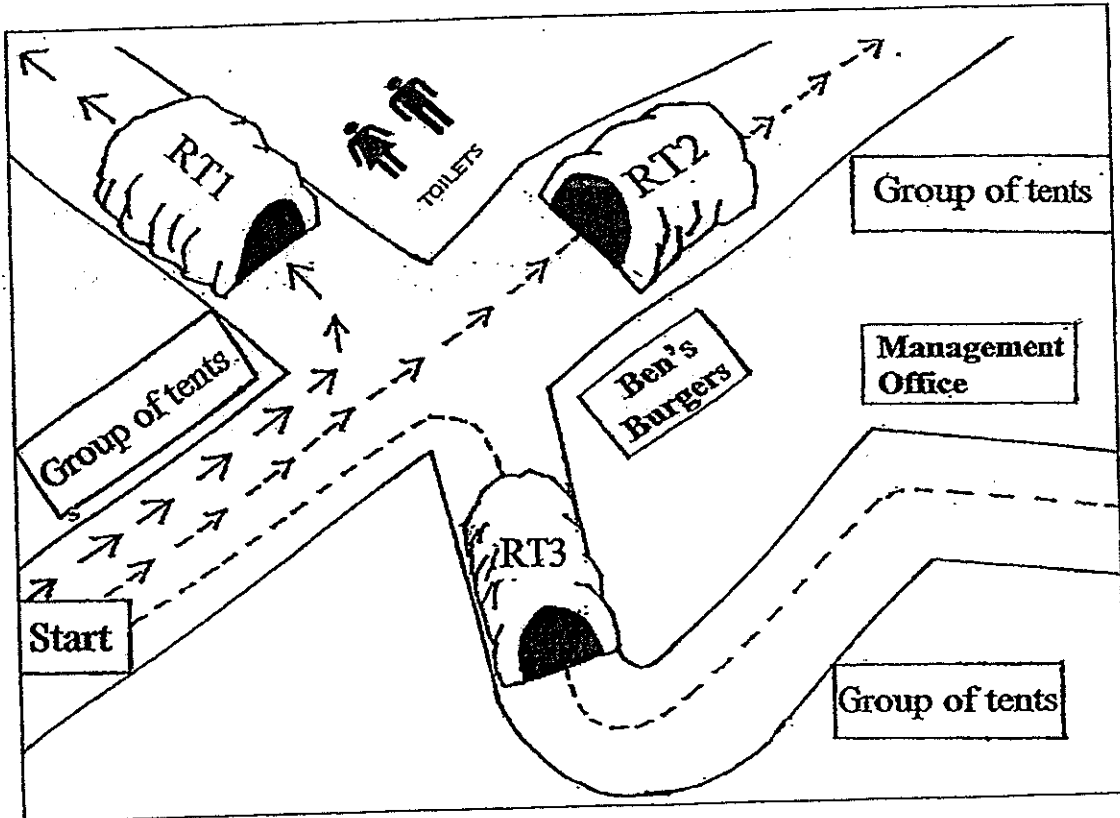 RT1
TOILETS
RT2
Group of tents
Group of tents
Ben's
Burgers
Management
Office
RT3
Start
Group of tents